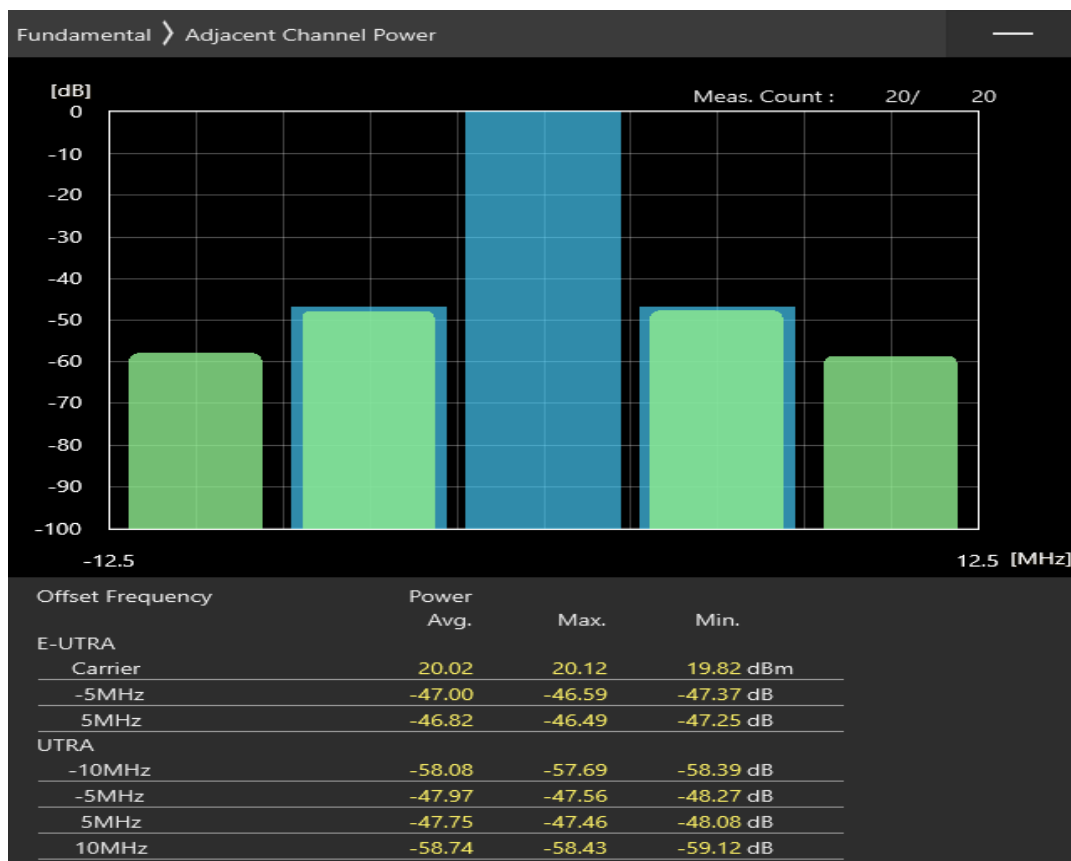 Fundamental 〉 Adjacent Channel Power
[dB]
Meas. Count : 20/ 20
0
-10
-20
-30
-40
-50
-60
-70
-80
-90
-100
-12.5 12.5 [MHz]
Offset Frequency Power
Avg. Max. Min.
E-UTRA
Carrier 20.02 20.12 19.82 dBm
-5MHz -47.00 -46.59 -47.37 dB
5MHz -46.82 -46.49 -47.25 dB
UTRA
-10MHz -58.08 -57.69 -58.39 dB
-5MHz -47.97 -47.56 -48.27 dB
5MHz -47.75 -47.46 -48.08 dB
10MHz -58.74 -58.43 -59.12 dB